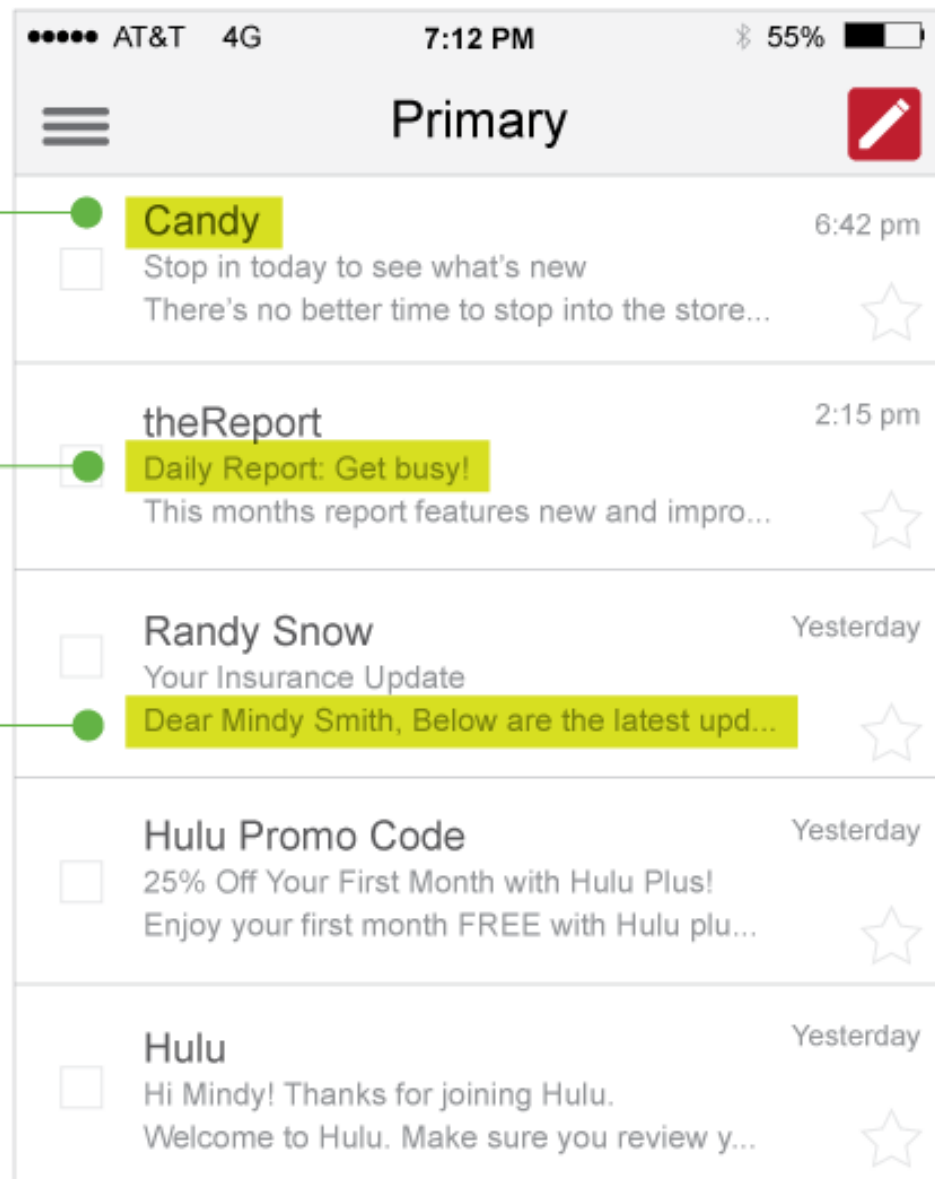 AT&T 4G 7:12 PM 55%
Primary
Candy 6:42 pm
Stop in today to see what's new
There's no better time to stop into the store...
theReport 2:15 pm
Daily Report: Get busy!
This months report features new and impro...
Randy Snow Yesterday
Your Insurance Update
Dear Mindy Smith, Below are the latest upd...
Hulu Promo Code Yesterday
25% Off Your First Month with Hulu Plus!
Enjoy your first month FREE with Hulu plu...
Hulu Yesterday
Hi Mindy! Thanks for joining Hulu.
Welcome to Hulu. Make sure you review y...